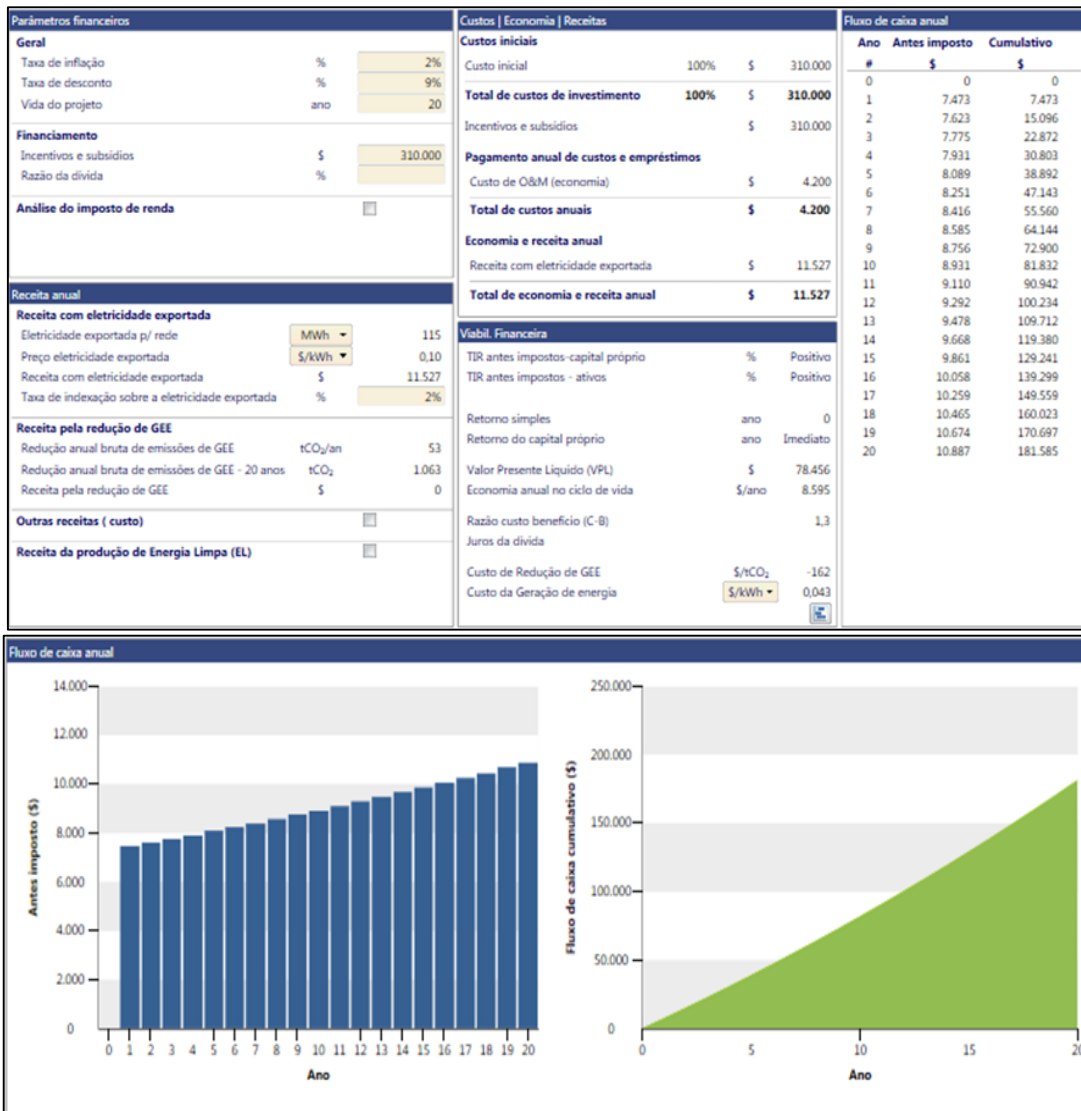 Parâmetros financeiros
Geral
Taxa de inflação % 2%
Taxa de desconto % 9%
Vida do projeto ano 20
Financiamento
Incentivos e subsídios $ 310.000
Razão da dívida %
Análise do imposto de renda
Receita anual
Receita com eletricidade exportada
Eletricidade exportada p/ rede MWh 115
Preço eletricidade exportada $/kWh 0,10
Receita com eletricidade exportada $ 11.527
Taxa de indexação sobre a eletricidade exportada % 2%
Receita pela redução de GEE
Redução anual bruta de emissões de GEE tCO₂/an 53
Redução anual bruta de emissões de GEE - 20 anos tCO₂ 1.063
Receita pela redução de GEE $ 0
Outras receitas ( custo)
Receita da produção de Energia Limpa (EL)
Custos | Economia | Receitas
Custos iniciais
Custo inicial 100% $ 310.000
Total de custos de investimento 100% $ 310.000
Incentivos e subsídios $ 310.000
Pagamento anual de custos e empréstimos
Custo de O&M (economia) $ 4.200
Total de custos anuais $ 4.200
Economia e receita anual
Receita com eletricidade exportada $ 11.527
Total de economia e receita anual $ 11.527
Viabil. Financeira
TIR antes impostos-capital próprio % Positivo
TIR antes impostos - ativos % Positivo
Retorno simples ano 0
Retorno do capital próprio ano Imediato
Valor Presente Líquido (VPL) $ 78.456
Economia anual no ciclo de vida $/ano 8.595
Razão custo benefício (C-B) 1,3
Juros da dívida
Custo de Redução de GEE $/tCO₂ -162
Custo da Geração de energia $/kWh 0,043
Fluxo de caixa anual
Ano Antes imposto Cumulativo
# $ $
0 0 0
1 7.473 7.473
2 7.623 15.096
3 7.775 22.872
4 7.931 30.803
5 8.089 38.892
6 8.251 47.143
7 8.416 55.560
8 8.585 64.144
9 8.756 72.900
10 8.931 81.832
11 9.110 90.942
12 9.292 100.234
13 9.478 109.712
14 9.668 119.380
15 9.861 129.241
16 10.058 139.299
17 10.259 149.559
18 10.465 160.023
19 10.674 170.697
20 10.887 181.585
Fluxo de caixa anual
Antes imposto ($)
14.000
12.000
10.000
8.000
6.000
4.000
2.000
0
0 1 2 3 4 5 6 7 8 9 10 11 12 13 14 15 16 17 18 19 20
Ano
Fluxo de caixa cumulativo ($)
250.000
200.000
150.000
100.000
50.000
0
0 5 10 15 20
Ano